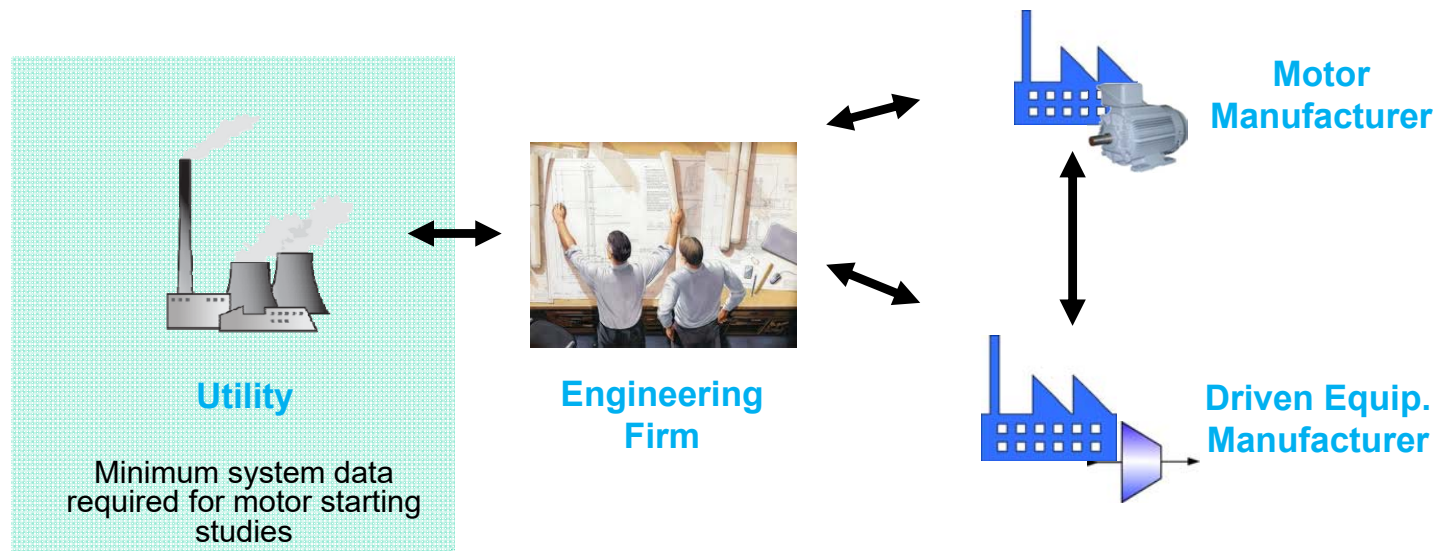 Motor
Manufacturer
Utility
Engineering
Firm
Driven Equip.
Manufacturer
Minimum system data
required for motor starting
studies